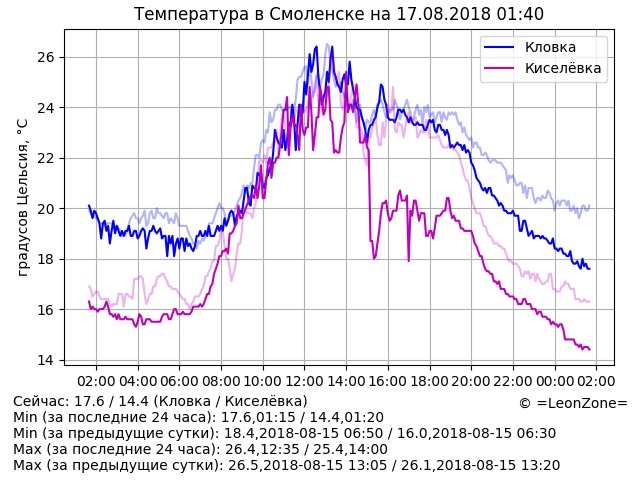 Температура в Смоленске на 17.08.2018 01:40
Кловка
Киселёвка
градусов Цельсия, °C
26
24
22
20
18
16
14
02:00 04:00 06:00 08:00 10:00 12:00 14:00 16:00 18:00 20:00 22:00 00:00 02:00
Сейчас: 17.6 / 14.4 (Кловка / Киселёвка)
© =LeonZone=
Min (за последние 24 часа): 17.6,01:15 / 14.4,01:20
Min (за предыдущие сутки): 18.4,2018-08-15 06:50 / 16.0,2018-08-15 06:30
Max (за последние 24 часа): 26.4,12:35 / 25.4,14:00
Max (за предыдущие сутки): 26.5,2018-08-15 13:05 / 26.1,2018-08-15 13:20